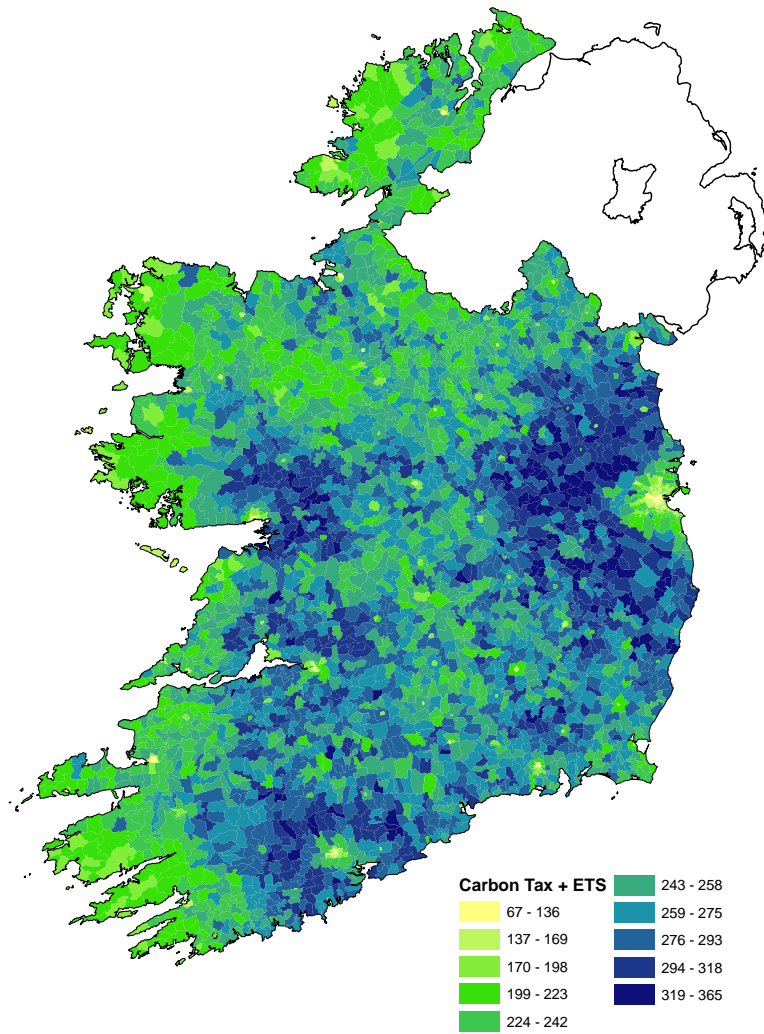 Carbon Tax + ETS
67 - 136
137 - 169
170 - 198
199 - 223
224 - 242
243 - 258
259 - 275
276 - 293
294 - 318
319 - 365